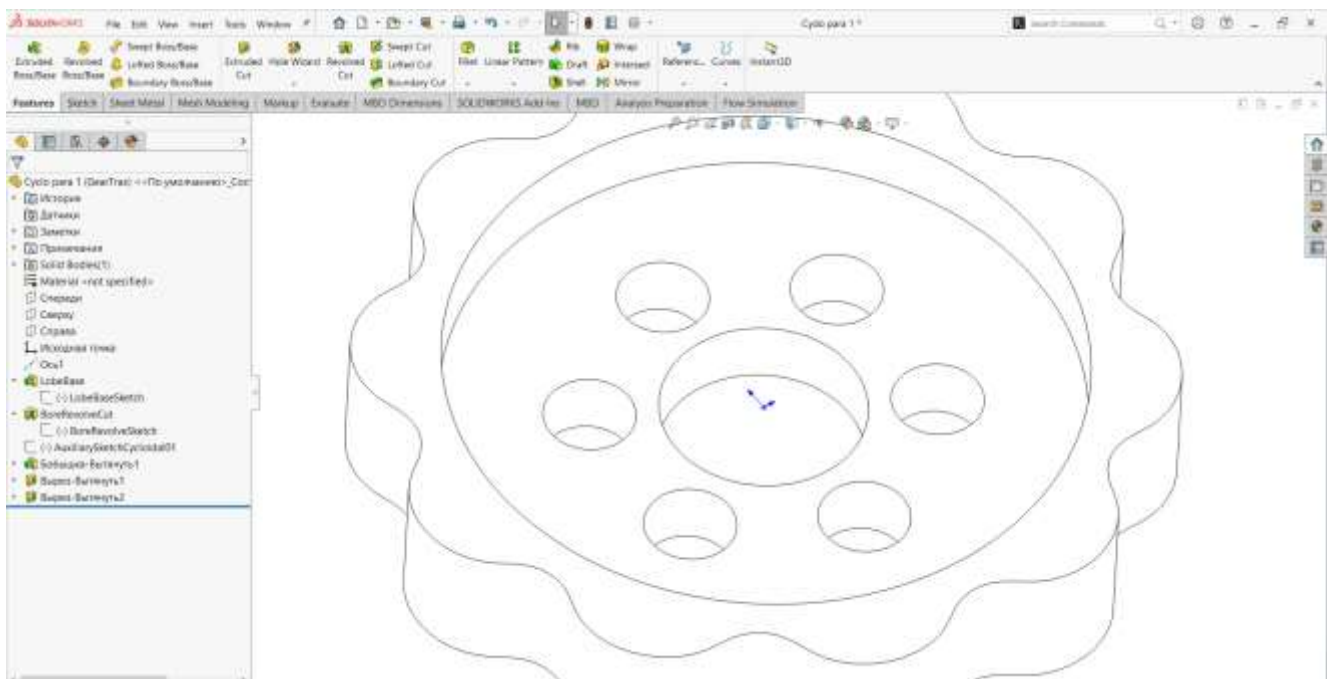 SOLIDWORKS File Edit View Insert Tools Window Cyclo para 1 * Search Commands
Extruded Boss/Base Revolved Boss/Base Swept Boss/Base Lofted Boss/Base Boundary Boss/Base Extruded Cut Hole Wizard Revolved Cut Swept Cut Lofted Cut Boundary Cut Fillet Linear Pattern Rib Draft Shell Wrap Intersect Mirror Referenc... Curves Instant3D
Features Sketch Sheet Metal Mesh Modeling Markup Evaluate MBD Dimensions SOLIDWORKS Add-Ins MBD Analysis Preparation Flow Simulation
Cyclo para 1 (GearTrax) <<По умолчанию>_Сос
История
Датчики
Заметки
Примечания
Solid Bodies(1)
Material <not specified>
Спереди
Сверху
Справа
Исходная точка
Ось1
LobeBase
(-) LobeBaseSketch
BoreRevolveCut
(-) BoreRevolveSketch
(-) AuxiliarySketchCycloidal01
Бобышка-Вытянуть1
Вырез-Вытянуть1
Вырез-Вытянуть2